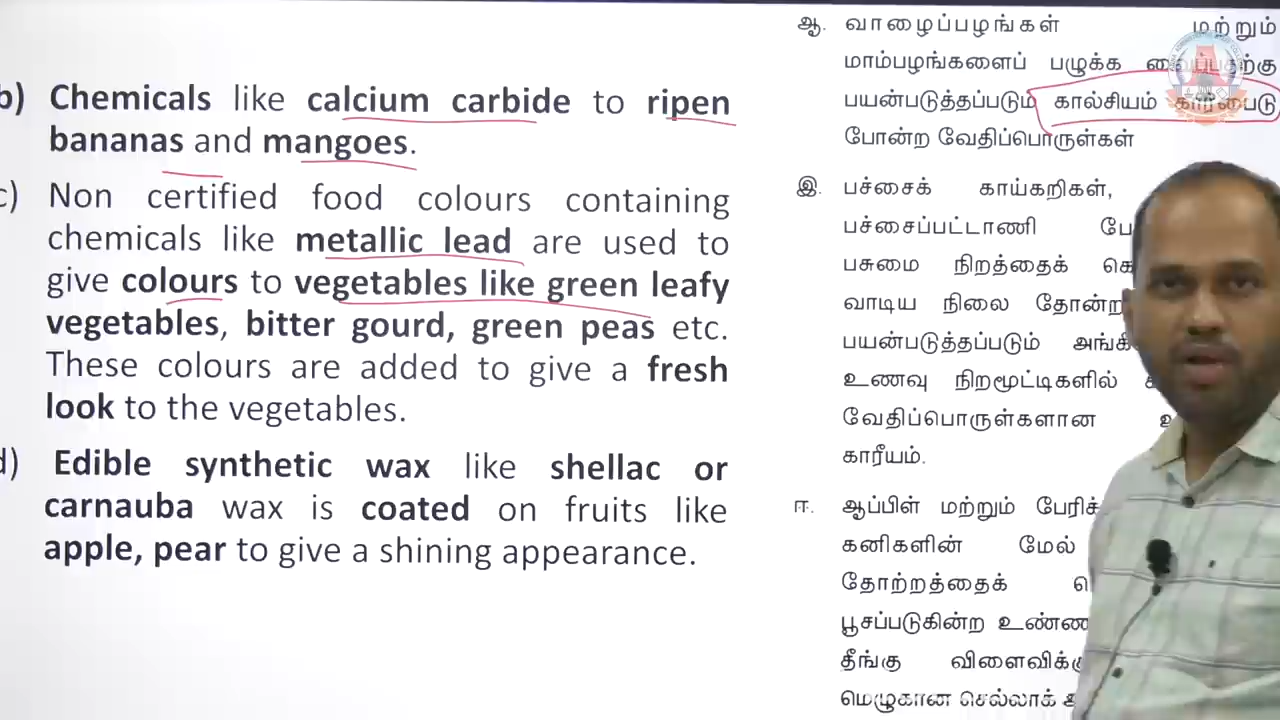 b) Chemicals like calcium carbide to ripen
bananas and mangoes.
c) Non certified food colours containing
chemicals like metallic lead are used to
give colours to vegetables like green leafy
vegetables, bitter gourd, green peas etc.
These colours are added to give a fresh
look to the vegetables.
d) Edible synthetic wax like shellac or
carnauba wax is coated on fruits like
apple, pear to give a shining appearance.
ஆ. வாழைப்பழங்கள் மற்றும்
மாம்பழங்களைப் பழுக்க வைப்பதற்கு
பயன்படுத்தப்படும் கால்சியம் கார்பைடு
போன்ற வேதிப்பொருள்கள்
இ. பச்சைக் காய்கறிகள்,
பச்சைப்பட்டாணி
பசுமை நிறத்தைக்
வாடிய நிலை
பயன்படுத்தப்படும்
உணவு நிறமூட்டிகளில்
வேதிப்பொருள்களான
காரீயம்.
ஈ. ஆப்பிள் மற்றும்
கனிகளின் மேல்
தோற்றத்தைக்
பூசப்படுகின்ற
தீங்கு
மெழுகான செல்லாக்